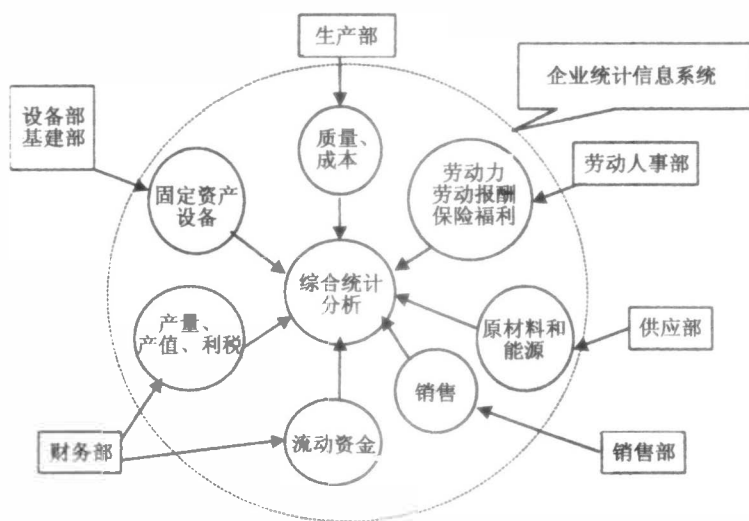 生产部
企业统计信息系统
设备部
基建部
质量、
成本
劳动力
劳动报酬
保险福利
劳动人事部
固定资产
设备
综合统计
分析
产量、
产值、利税
原材料和
能源
供应部
销售
财务部
流动资金
销售部